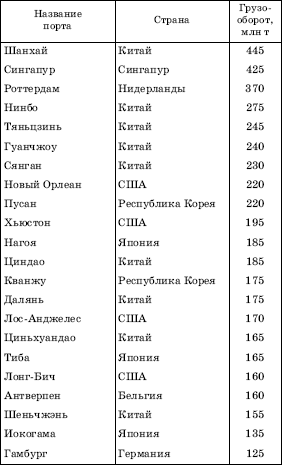 Название порта Страна Грузо-оборот, млн т
Шанхай Китай 445
Сингапур Сингапур 425
Роттердам Нидерланды 370
Нинбо Китай 275
Тяньцзинь Китай 245
Гуанчжоу Китай 240
Сянган Китай 230
Новый Орлеан США 220
Пусан Республика Корея 220
Хьюстон США 195
Нагоя Япония 185
Циндао Китай 185
Кванжу Республика Корея 175
Далянь Китай 175
Лос-Анджелес США 170
Циньхуандао Китай 165
Тиба Япония 165
Лонг-Бич США 160
Антверпен Бельгия 160
Шеньчжэнь Китай 155
Иокогама Япония 135
Гамбург Германия 125